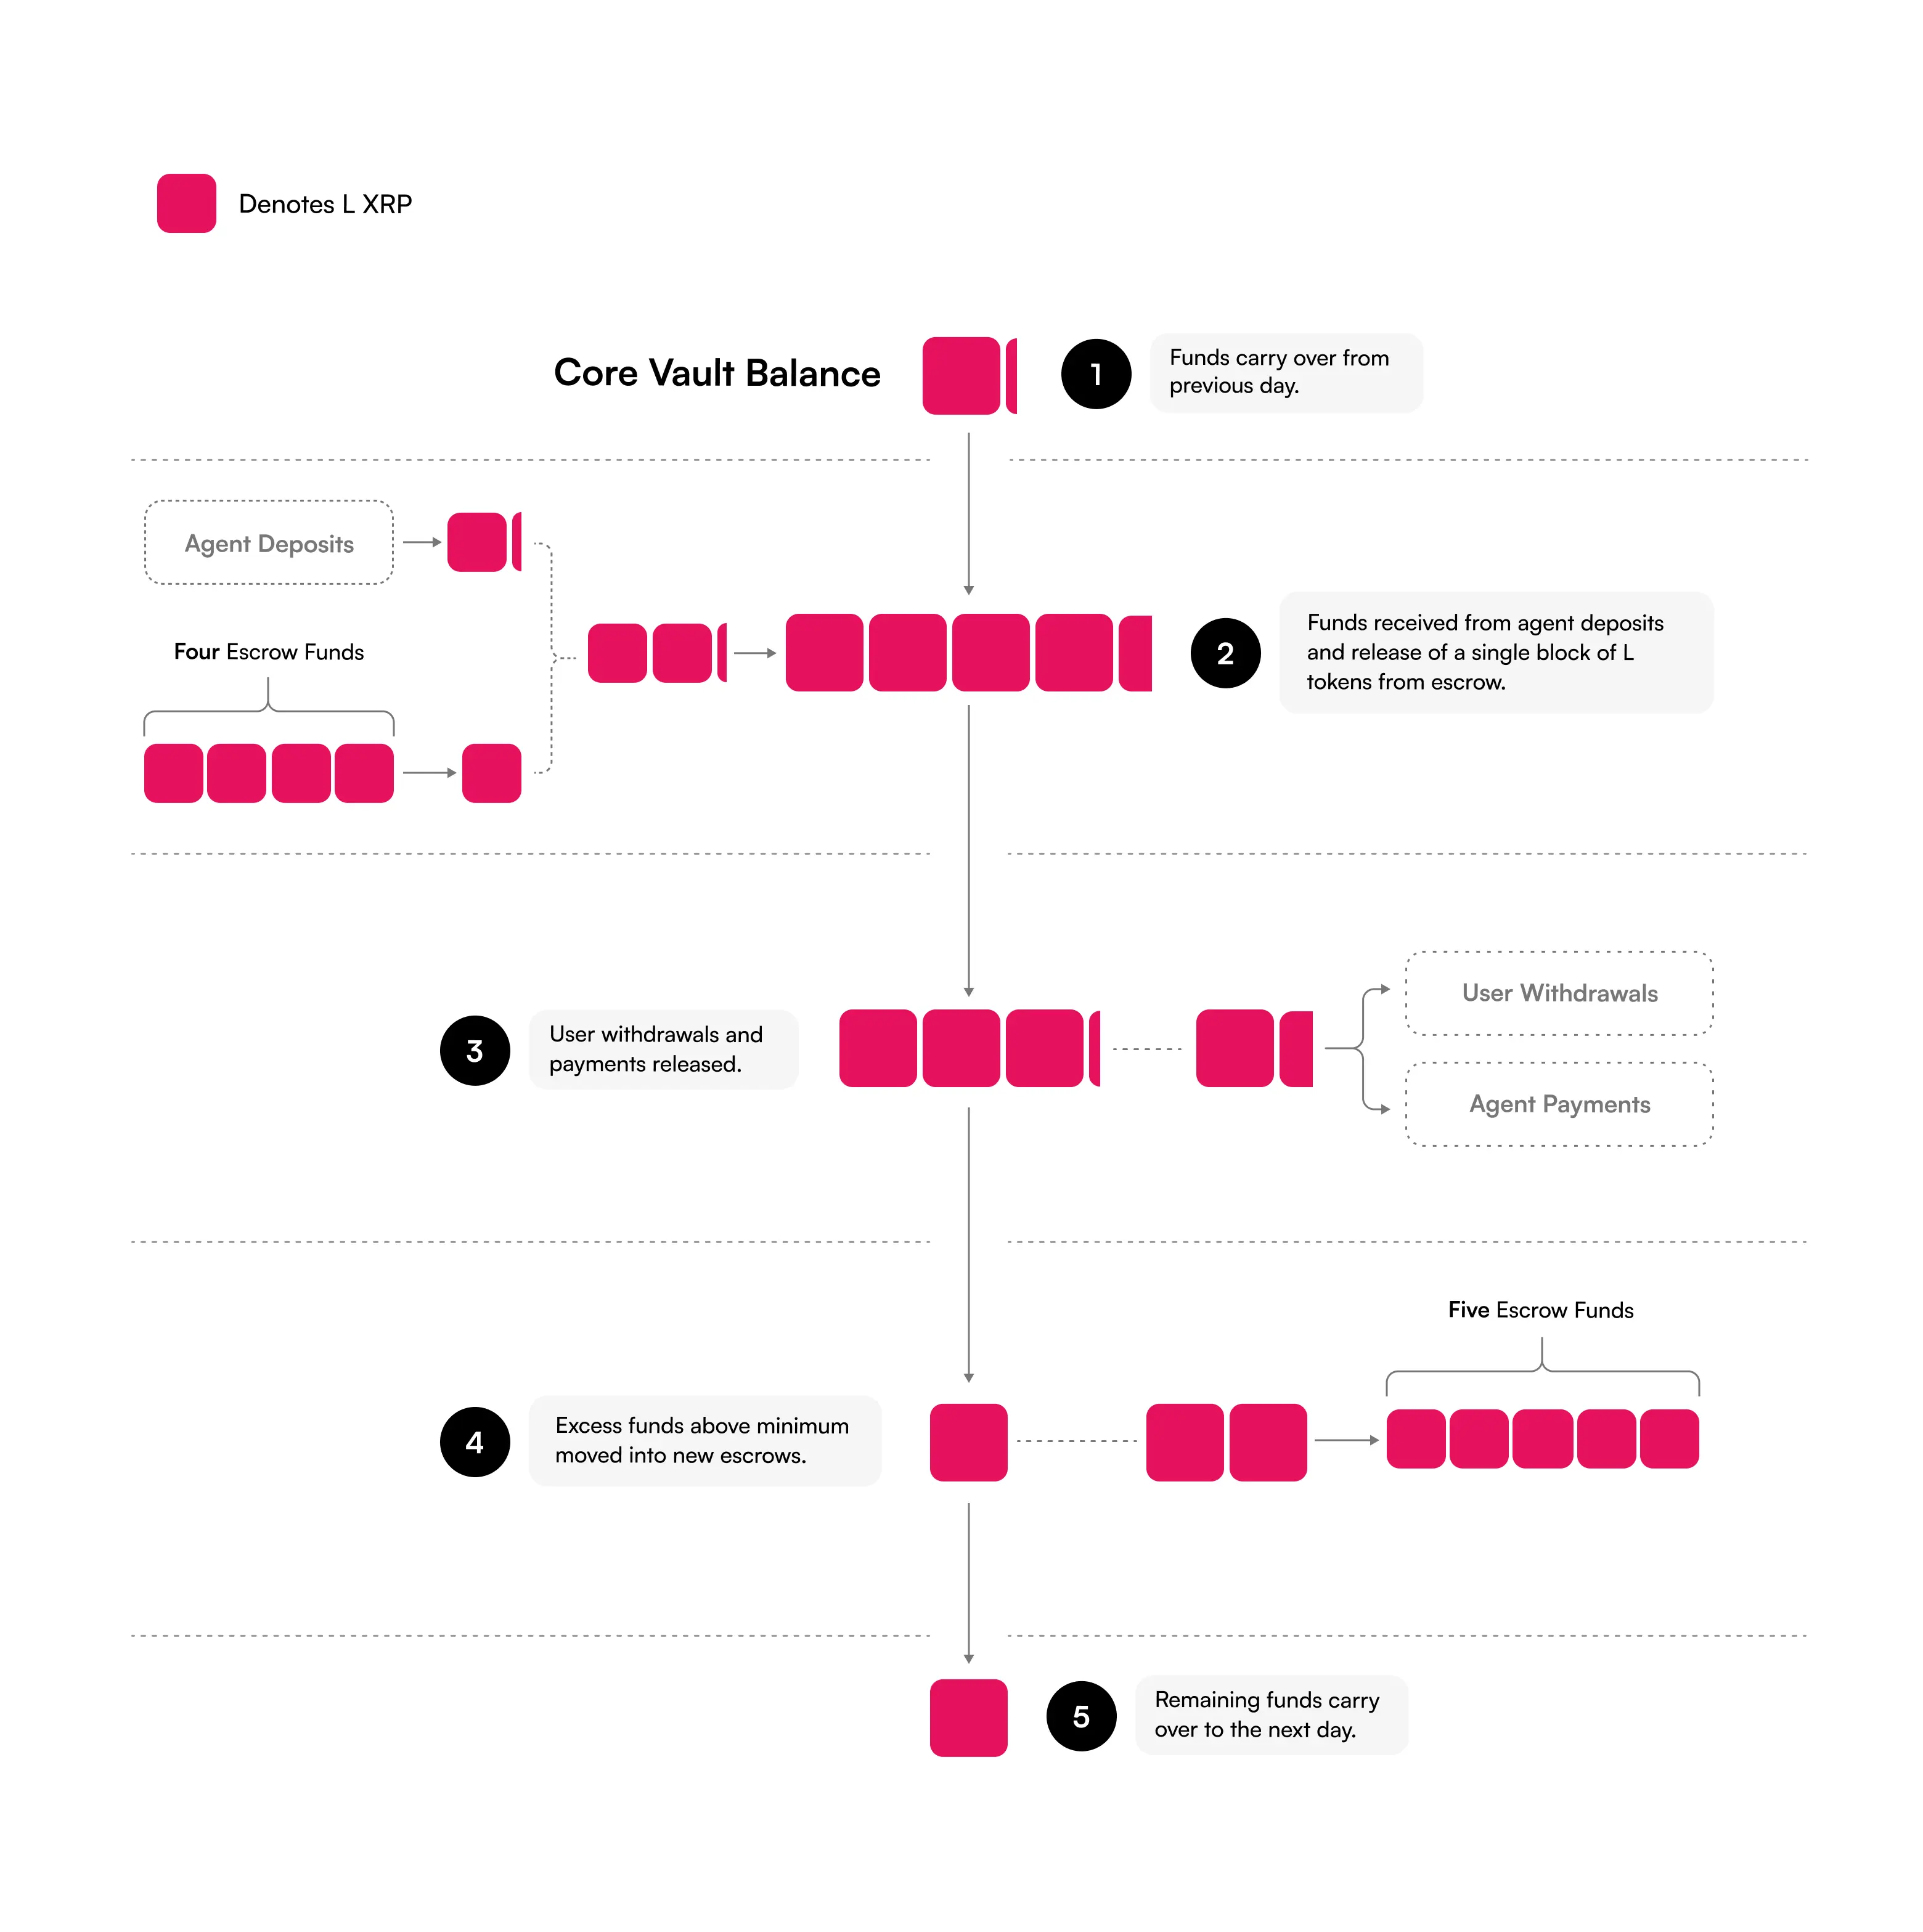 Denotes L XRP
Core Vault Balance
1
Funds carry over from
previous day.
Agent Deposits
Four Escrow Funds
2
Funds received from agent deposits
and release of a single block of L
tokens from escrow.
3
User withdrawals and
payments released.
User Withdrawals
Agent Payments
Five Escrow Funds
4
Excess funds above minimum
moved into new escrows.
5
Remaining funds carry
over to the next day.